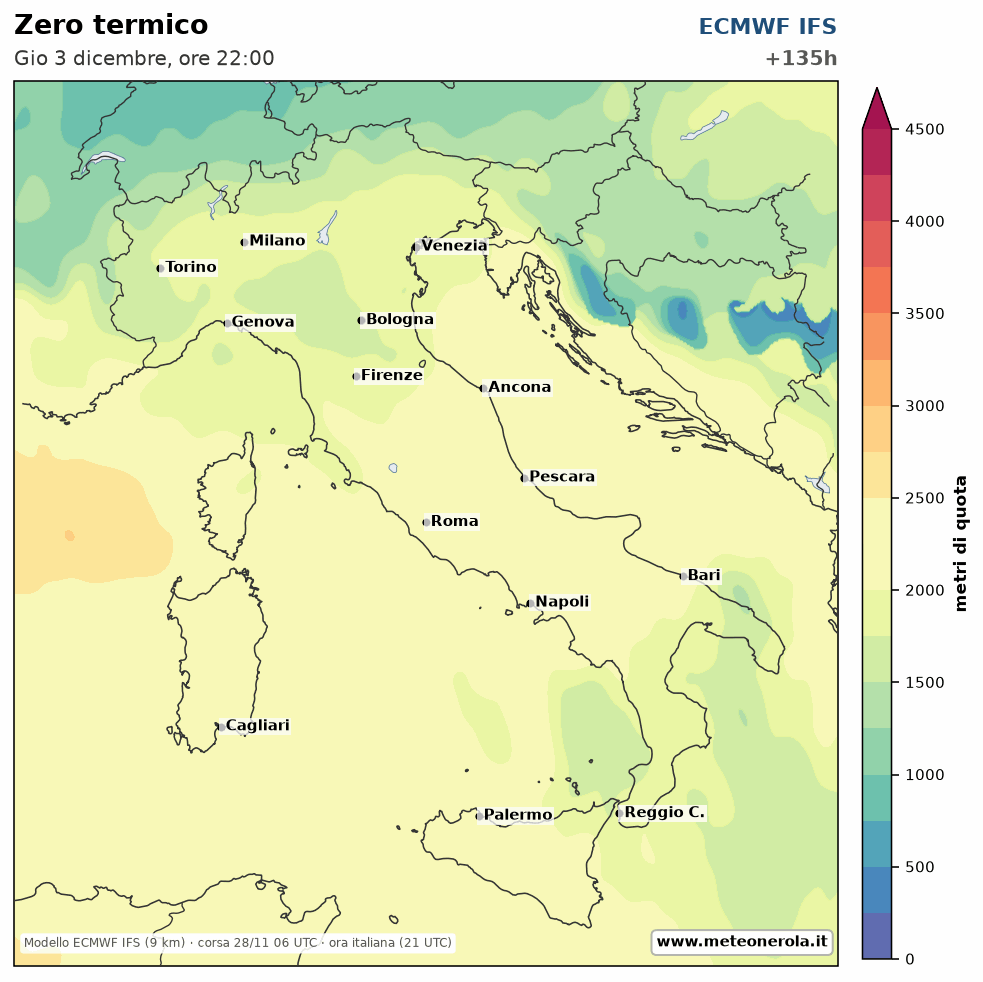 Zero termico
ECMWF IFS
Gio 3 dicembre, ore 22:00
+135h
4500
4000
3500
3000
2500
2000
1500
1000
500
0
metri di quota
Milano
Venezia
Torino
Genova
Bologna
Firenze
Ancona
Pescara
Roma
Bari
Napoli
Cagliari
Palermo
Reggio C.
Modello ECMWF IFS (9 km) · corsa 28/11 06 UTC · ora italiana (21 UTC)
www.meteonerola.it